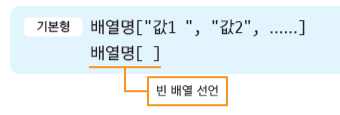 기본형
배열명["값1 ", "값2", ......]
배열명[ ]
빈 배열 선언